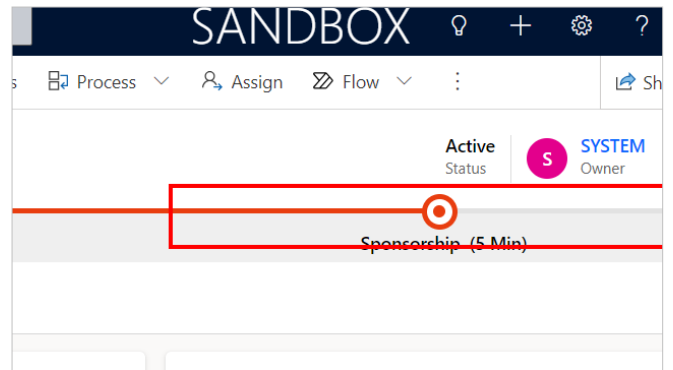 SANDBOX ?
s Process Assign Flow Sh
Active S SYSTEM
Status Owner
Sponsorship (5 Min)